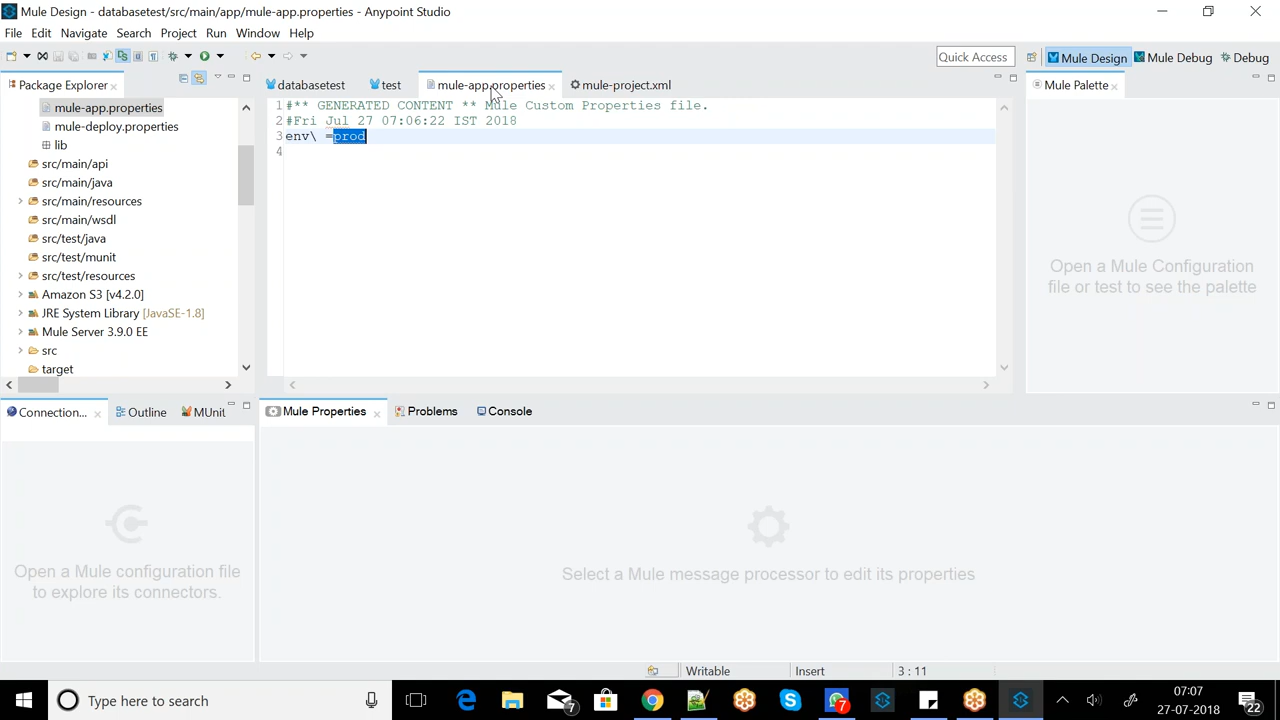 Mule Design - databasetest/src/main/app/mule-app.properties - Anypoint Studio
File Edit Navigate Search Project Run Window Help
Quick Access Mule Design Mule Debug Debug
Package Explorer
databasetest test mule-app.properties mule-project.xml
Mule Palette
mule-app.properties
mule-deploy.properties
lib
src/main/api
src/main/java
src/main/resources
src/main/wsdl
src/test/java
src/test/munit
src/test/resources
Amazon S3 [v4.2.0]
JRE System Library [JavaSE-1.8]
Mule Server 3.9.0 EE
src
target
1 #** GENERATED CONTENT ** Mule Custom Properties file.
2 #Fri Jul 27 07:06:22 IST 2018
3 env\ =prod
4
Open a Mule Configuration
file or test to see the palette
Connection... Outline MUnit
Mule Properties Problems Console
Open a Mule configuration file
to explore its connectors.
Select a Mule message processor to edit its properties
Writable Insert 3 : 11
Type here to search
7
7
07:07
27-07-2018
22